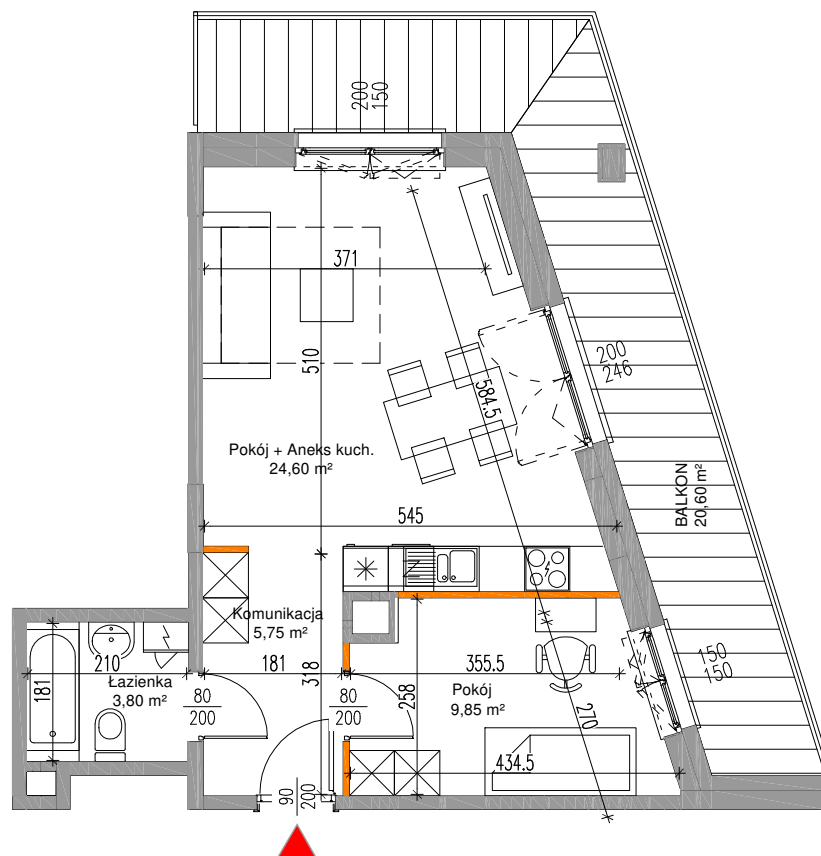 200
150
371
510
584.5
200
246
Pokój + Aneks kuch.
24,60 m²
BALKON
20,60 m²
545
Komunikacja
5,75 m²
150
150
210
181
318
355.5
181
Łazienka
3,80 m²
80
200
80
200
258
Pokój
9,85 m²
270
434.5
90
200